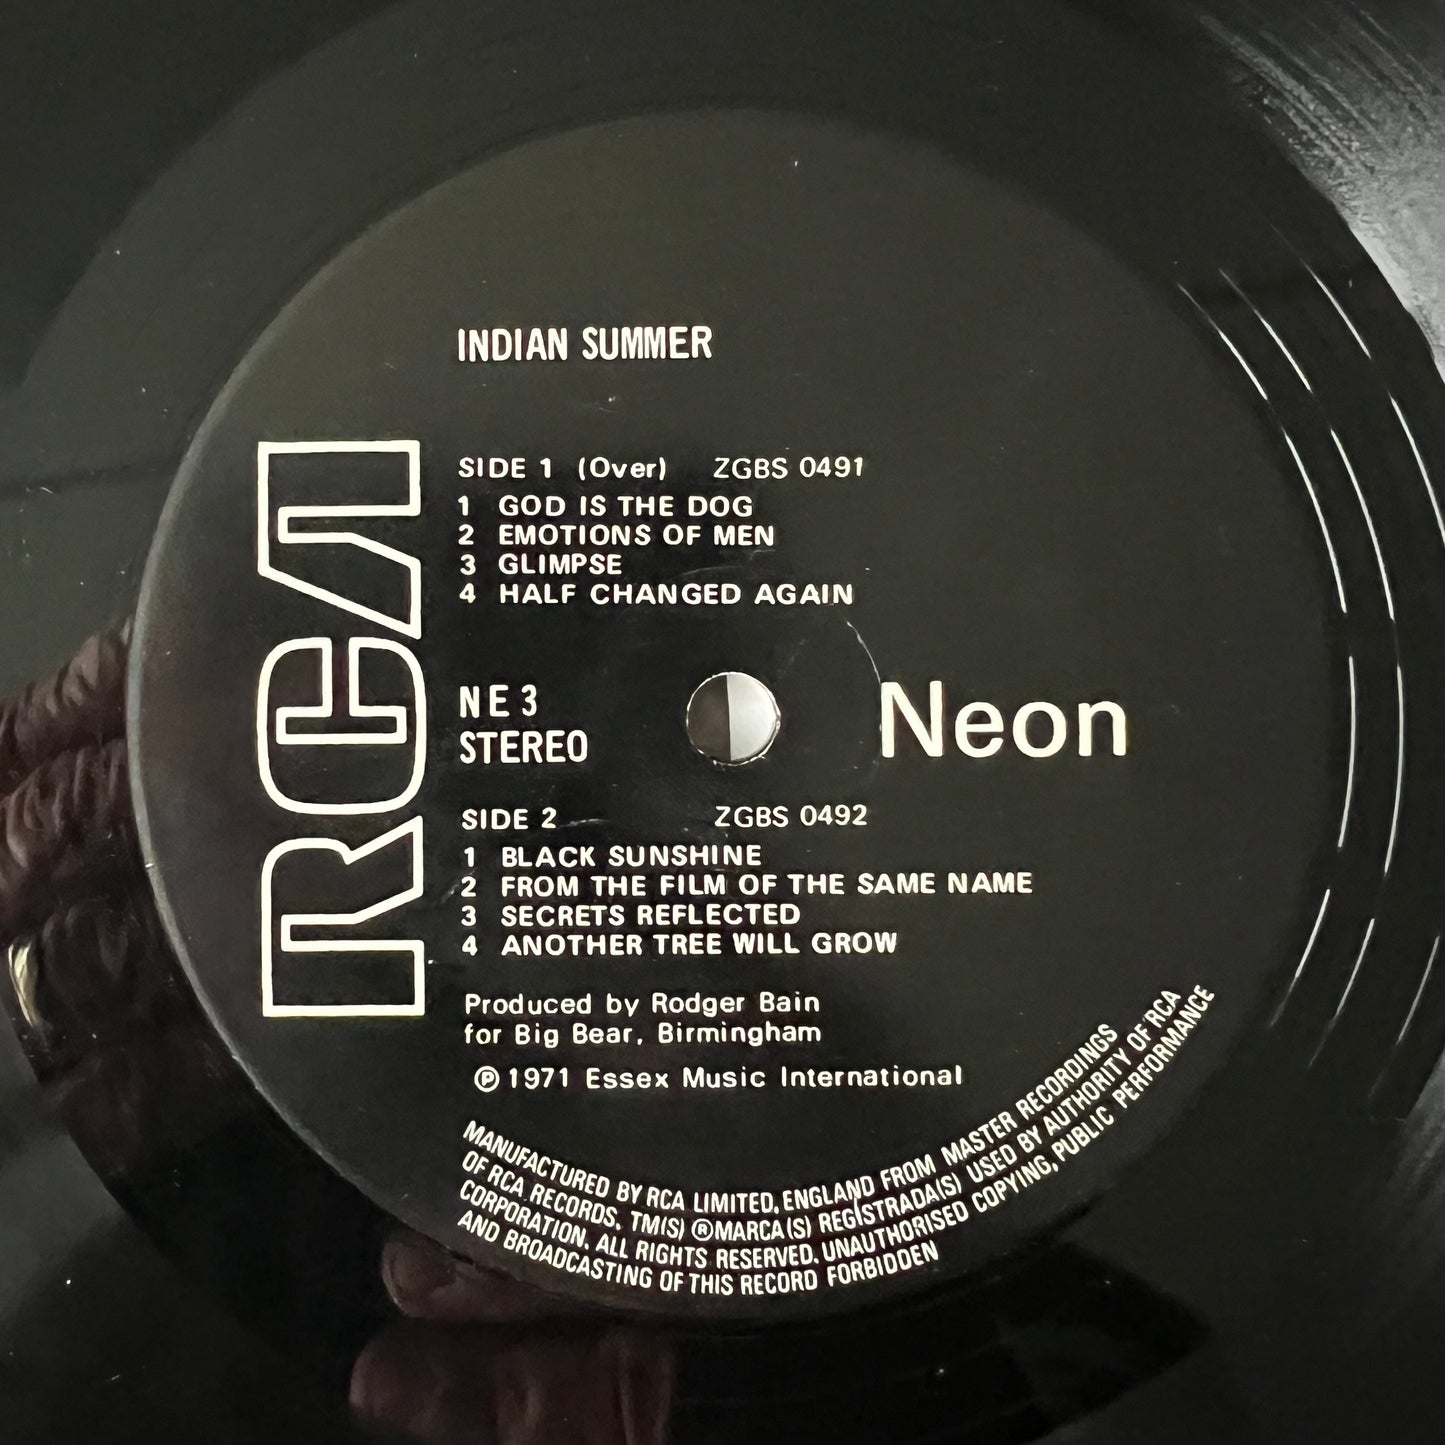 INDIAN SUMMER
RCA
SIDE 1 (Over) ZGBS 0491
1 GOD IS THE DOG
2 EMOTIONS OF MEN
3 GLIMPSE
4 HALF CHANGED AGAIN
NE 3
STEREO
Neon
SIDE 2 ZGBS 0492
1 BLACK SUNSHINE
2 FROM THE FILM OF THE SAME NAME
3 SECRETS REFLECTED
4 ANOTHER TREE WILL GROW
Produced by Rodger Bain
for Big Bear, Birmingham
℗ 1971 Essex Music International
MANUFACTURED BY RCA LIMITED, ENGLAND FROM MASTER RECORDINGS
OF RCA RECORDS. TM(S) ®MARCA(S) REGISTRADA(S) USED BY AUTHORITY OF RCA
CORPORATION. ALL RIGHTS RESERVED. UNAUTHORISED COPYING, PUBLIC PERFORMANCE
AND BROADCASTING OF THIS RECORD FORBIDDEN